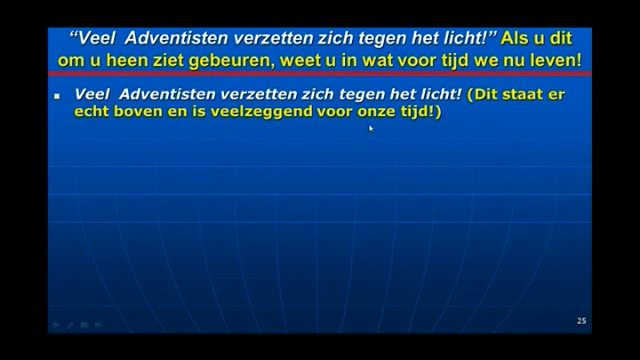 “Veel Adventisten verzetten zich tegen het licht!” Als u dit
om u heen ziet gebeuren, weet u in wat voor tijd we nu leven!
Veel Adventisten verzetten zich tegen het licht! (Dit staat er
echt boven en is veelzeggend voor onze tijd!)
25